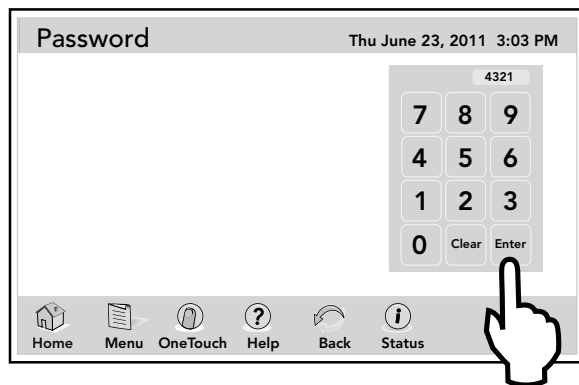 Password
Thu June 23, 2011 3:03 PM
4321
7 8 9
4 5 6
1 2 3
0 Clear Enter
?
i
Home Menu OneTouch Help Back Status